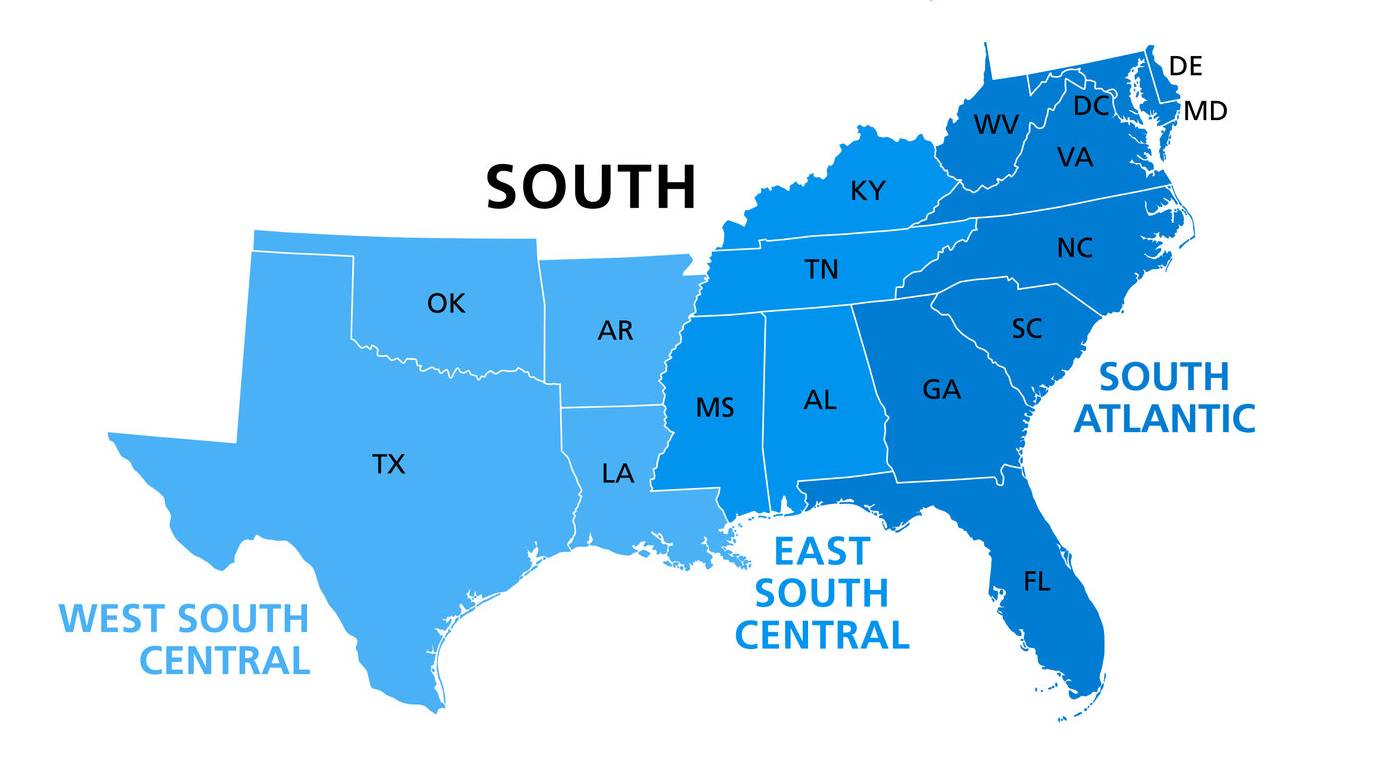 DE
DC
MD
WV
VA
SOUTH
KY
NC
TN
OK
AR
SC
SOUTH
ATLANTIC
GA
AL
MS
TX
LA
EAST
SOUTH
CENTRAL
FL
WEST SOUTH
CENTRAL